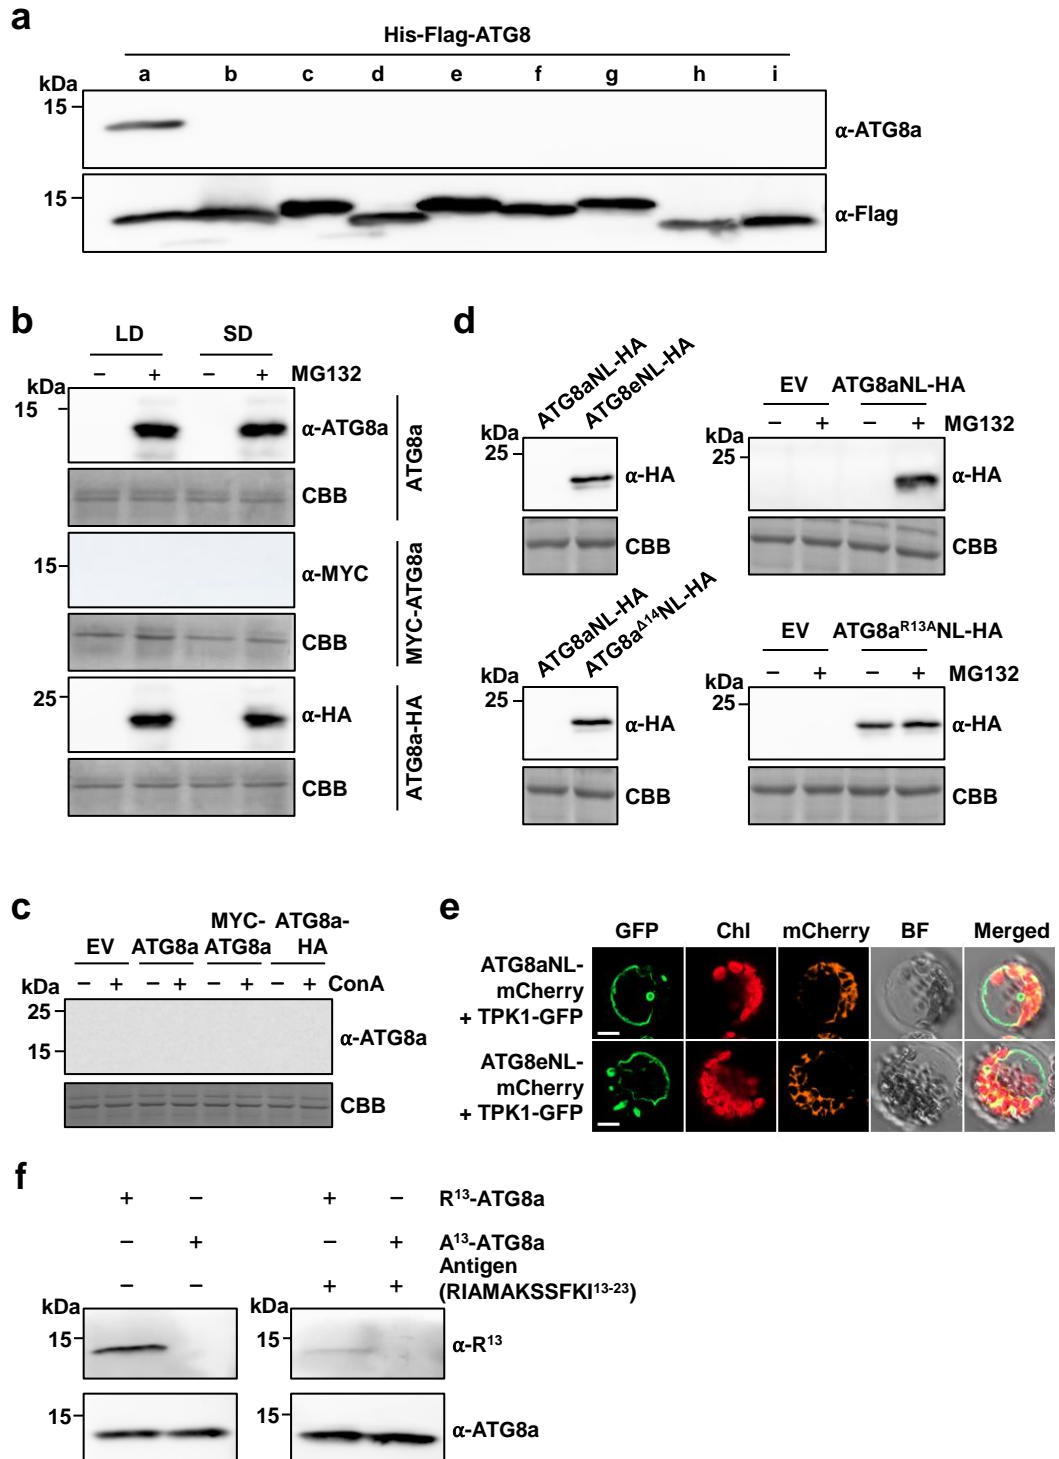 a
His-Flag-ATG8
a b c d e f g h i
kDa
15
α-ATG8a
15
α-Flag
b
LD SD
− + − + MG132
kDa
15
α-ATG8a
CBB
ATG8a
15
α-MYC
CBB
MYC-ATG8a
25
α-HA
CBB
ATG8a-HA
d
ATG8aNL-HA
ATG8eNL-HA
kDa
25
α-HA
CBB
EV ATG8aNL-HA
− + − + MG132
kDa
25
α-HA
CBB
ATG8aNL-HA
ATG8a^Δ14NL-HA
kDa
25
α-HA
CBB
EV ATG8a^R13ANL-HA
− + − + MG132
kDa
25
α-HA
CBB
c
EV ATG8a MYC-ATG8a ATG8a-HA
− + − + − + − + ConA
kDa
25
15
α-ATG8a
CBB
e
GFP Chl mCherry BF Merged
ATG8aNL-
mCherry
+ TPK1-GFP
ATG8eNL-
mCherry
+ TPK1-GFP
f
+ − + − R¹³-ATG8a
− + − + A¹³-ATG8a
Antigen
− − + + (RIAMAKSSFKI¹³⁻²³)
kDa kDa
15 15 α-R¹³
15 15 α-ATG8a